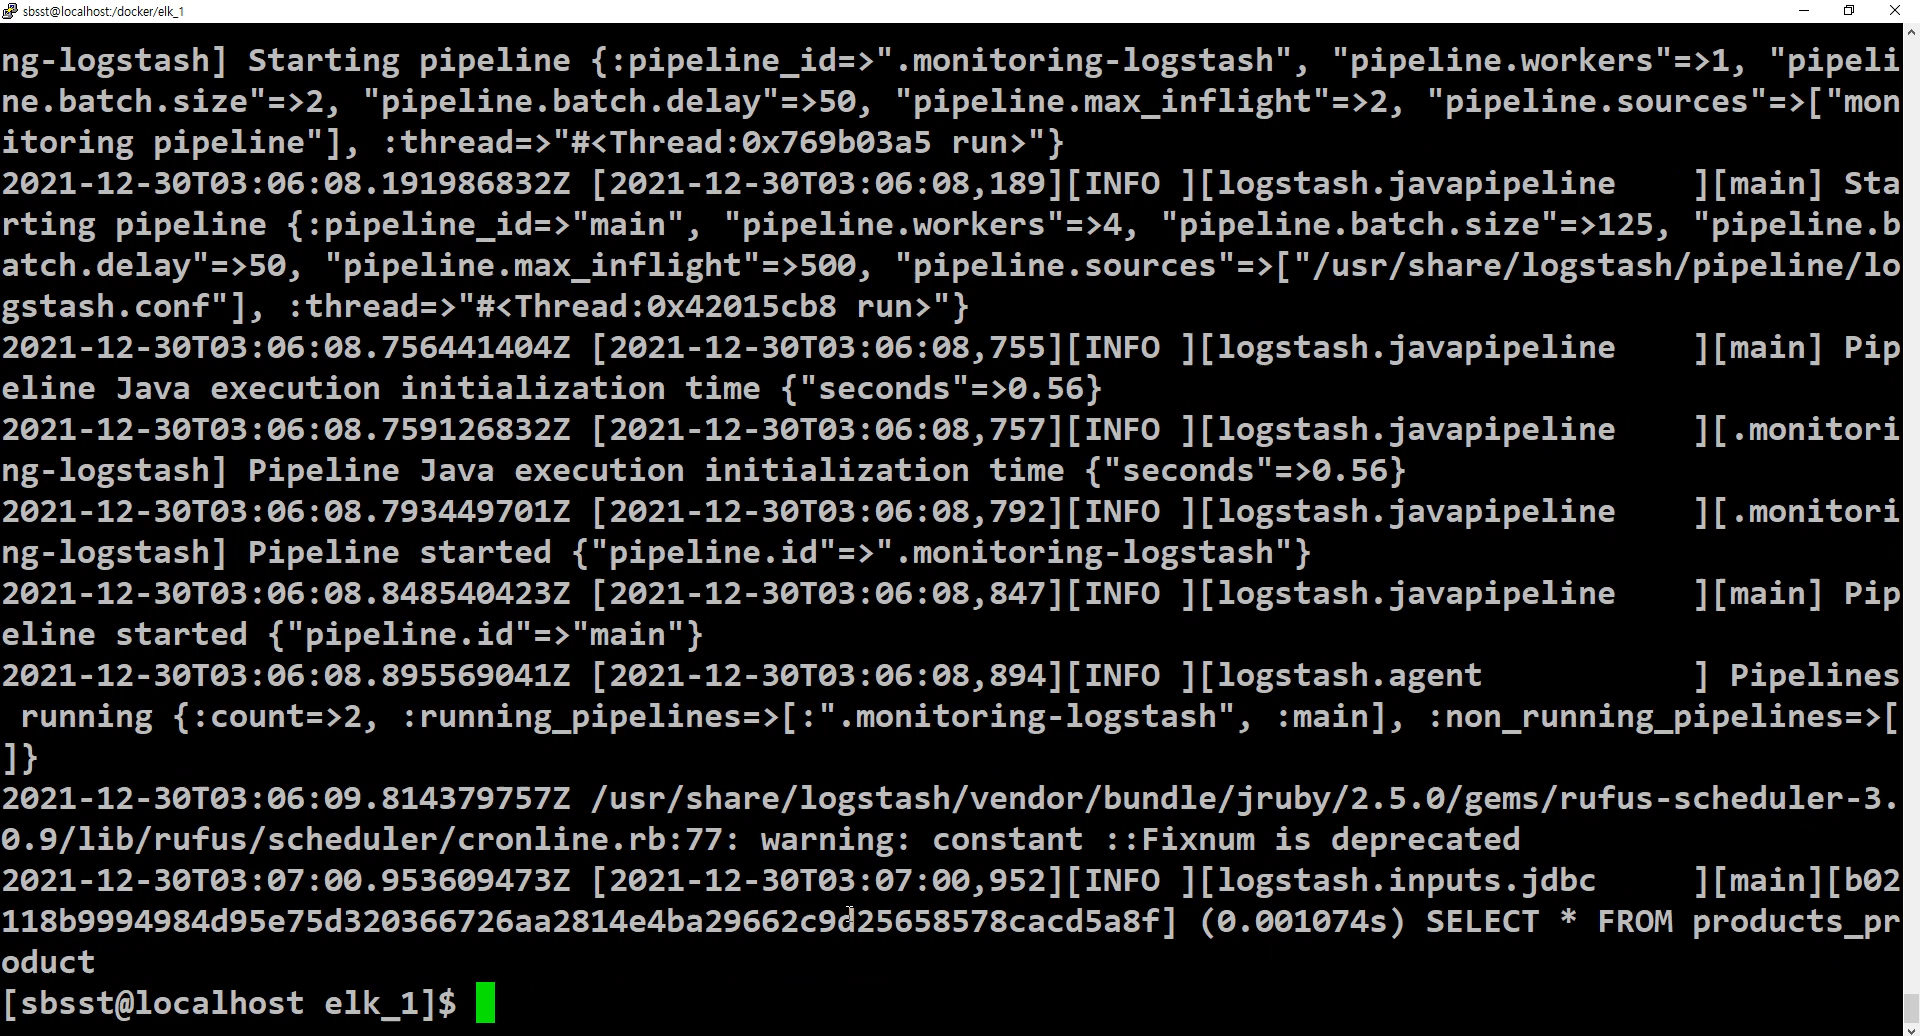 sbsst@localhost:/docker/elk_1
ng-logstash] Starting pipeline {:pipeline_id=>".monitoring-logstash", "pipeline.workers"=>1, "pipeli
ne.batch.size"=>2, "pipeline.batch.delay"=>50, "pipeline.max_inflight"=>2, "pipeline.sources"=>["mon
itoring pipeline"], :thread=>"#<Thread:0x769b03a5 run>"}
2021-12-30T03:06:08.191986832Z [2021-12-30T03:06:08,189][INFO ][logstash.javapipeline    ][main] Sta
rting pipeline {:pipeline_id=>"main", "pipeline.workers"=>4, "pipeline.batch.size"=>125, "pipeline.b
atch.delay"=>50, "pipeline.max_inflight"=>500, "pipeline.sources"=>["/usr/share/logstash/pipeline/lo
gstash.conf"], :thread=>"#<Thread:0x42015cb8 run>"}
2021-12-30T03:06:08.756441404Z [2021-12-30T03:06:08,755][INFO ][logstash.javapipeline    ][main] Pip
eline Java execution initialization time {"seconds"=>0.56}
2021-12-30T03:06:08.759126832Z [2021-12-30T03:06:08,757][INFO ][logstash.javapipeline    ][.monitori
ng-logstash] Pipeline Java execution initialization time {"seconds"=>0.56}
2021-12-30T03:06:08.793449701Z [2021-12-30T03:06:08,792][INFO ][logstash.javapipeline    ][.monitori
ng-logstash] Pipeline started {"pipeline.id"=>".monitoring-logstash"}
2021-12-30T03:06:08.848540423Z [2021-12-30T03:06:08,847][INFO ][logstash.javapipeline    ][main] Pip
eline started {"pipeline.id"=>"main"}
2021-12-30T03:06:08.895569041Z [2021-12-30T03:06:08,894][INFO ][logstash.agent           ] Pipelines
 running {:count=>2, :running_pipelines=>[:".monitoring-logstash", :main], :non_running_pipelines=>[
]}
2021-12-30T03:06:09.814379757Z /usr/share/logstash/vendor/bundle/jruby/2.5.0/gems/rufus-scheduler-3.
0.9/lib/rufus/scheduler/cronline.rb:77: warning: constant ::Fixnum is deprecated
2021-12-30T03:07:00.953609473Z [2021-12-30T03:07:00,952][INFO ][logstash.inputs.jdbc     ][main][b02
118b9994984d95e75d320366726aa2814e4ba29662c9d25658578cacd5a8f] (0.001074s) SELECT * FROM products_pr
oduct
[sbsst@localhost elk_1]$